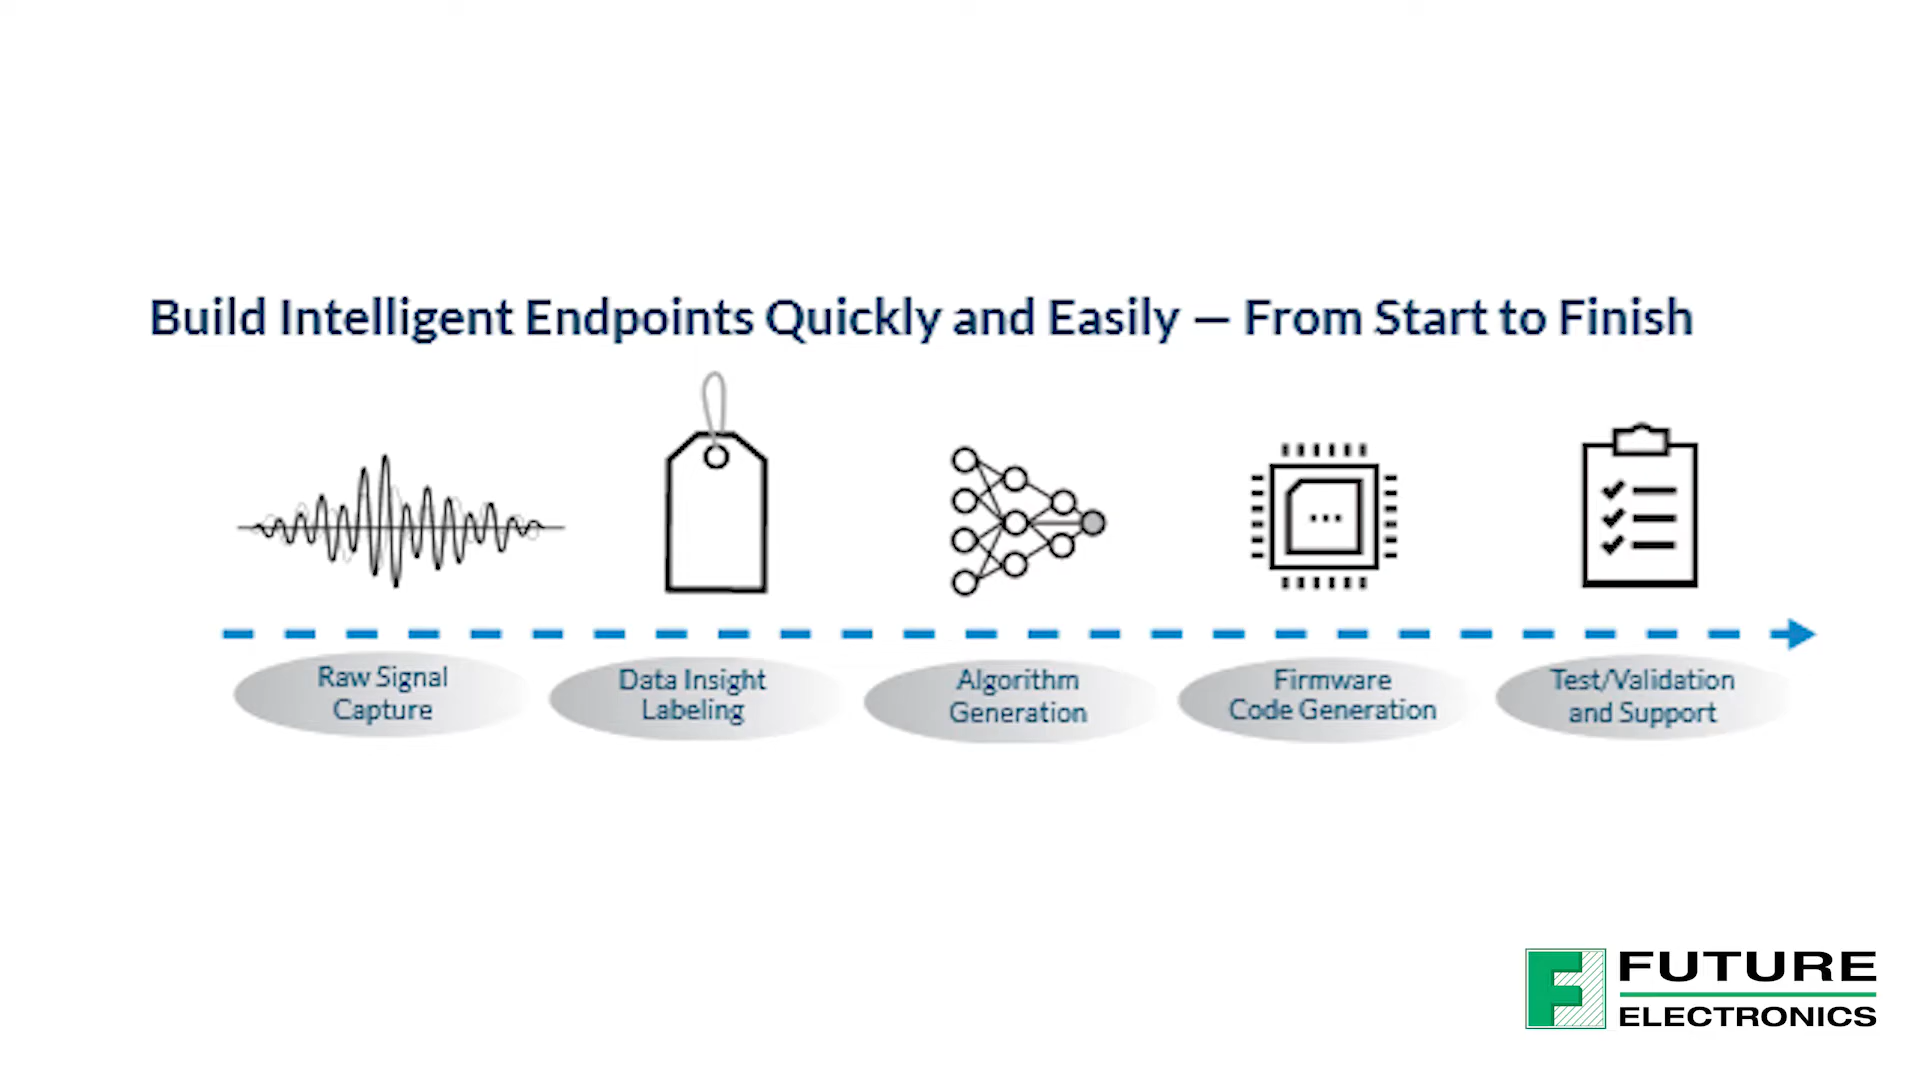 Build Intelligent Endpoints Quickly and Easily — From Start to Finish
Raw Signal
Capture
Data Insight
Labeling
Algorithm
Generation
Firmware
Code Generation
Test/Validation
and Support
FUTURE
ELECTRONICS